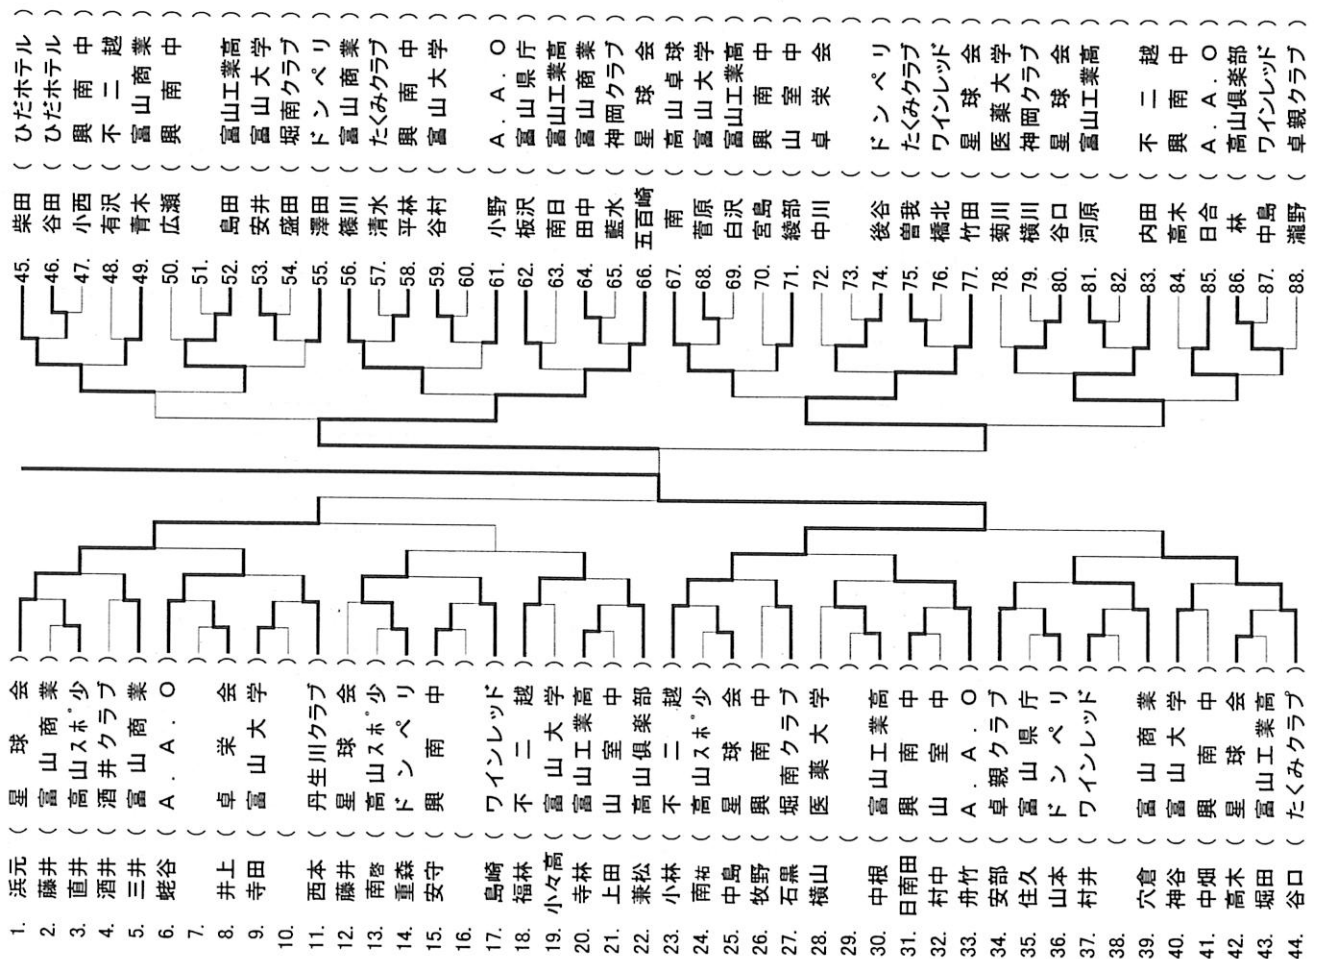 1. 浜元 ( 星球会 )
2. 藤井 ( 富山商業 )
3. 直井 ( 高山スポ少 )
4. 酒井 ( 酒井クラブ )
5. 三井 ( 富山商業 )
6. 蛯谷 ( A.A.O )
7. ( )
8. 井上 ( 卓栄会 )
9. 寺田 ( 富山大学 )
10. ( )
11. 西本 ( 丹生川クラブ )
12. 藤井 ( 星球会 )
13. 南啓 ( 高山スポ少 )
14. 重森 ( ドンペリ )
15. 安守 ( 興南中 )
16. ( )
17. 島崎 ( ワインレッド )
18. 福林 ( 不二越 )
19. 小々高 ( 富山大学 )
20. 寺林 ( 富山工業高 )
21. 上田 ( 山室中 )
22. 兼松 ( 高山倶楽部 )
23. 小林 ( 不二越 )
24. 南祐 ( 高山スポ少 )
25. 中島 ( 星球会 )
26. 牧野 ( 興南中 )
27. 石黒 ( 堀南クラブ )
28. 横山 ( 医薬大学 )
29. ( )
30. 中根 ( 富山工業高 )
31. 日南田 ( 興南中 )
32. 村中 ( 山室中 )
33. 舟竹 ( A.A.O )
34. 安部 ( 卓親クラブ )
35. 住久 ( 富山県庁 )
36. 山本 ( ドンペリ )
37. 村井 ( ワインレッド )
38. ( )
39. 穴倉 ( 富山商業 )
40. 神谷 ( 富山大学 )
41. 中畑 ( 興南中 )
42. 高木 ( 星球会 )
43. 堀田 ( 富山工業高 )
44. 谷口 ( たくみクラブ )
45. 柴田 ( ひだホテル )
46. 谷田 ( ひだホテル )
47. 小西 ( 興南中 )
48. 有沢 ( 不二越 )
49. 青木 ( 富山商業 )
50. 広瀬 ( 興南中 )
51. ( )
52. 島田 ( 富山工業高 )
53. 安井 ( 富山大学 )
54. 盛田 ( 堀南クラブ )
55. 澤田 ( ドンペリ )
56. 篠川 ( 富山商業 )
57. 清水 ( たくみクラブ )
58. 平林 ( 興南中 )
59. 谷村 ( 富山大学 )
60. ( )
61. 小野 ( A.A.O )
62. 板沢 ( 富山県庁 )
63. 南日 ( 富山工業高 )
64. 田中 ( 富山商業 )
65. 藍水 ( 神岡クラブ )
66. 五百崎 ( 星球会 )
67. 南 ( 高山卓球 )
68. 菅原 ( 富山大学 )
69. 白沢 ( 富山工業高 )
70. 宮島 ( 興南中 )
71. 綾部 ( 山室中 )
72. 中川 ( 卓栄会 )
73. ( )
74. 後谷 ( ドンペリ )
75. 曽我 ( たくみクラブ )
76. 橋北 ( ワインレッド )
77. 竹田 ( 星球会 )
78. 菊川 ( 医薬大学 )
79. 横川 ( 神岡クラブ )
80. 谷口 ( 星球会 )
81. 河原 ( 富山工業高 )
82. ( )
83. 内田 ( 不二越 )
84. 高木 ( 興南中 )
85. 日合 ( A.A.O )
86. 林 ( 高山倶楽部 )
87. 中島 ( ワインレッド )
88. 瀧野 ( 卓親クラブ )